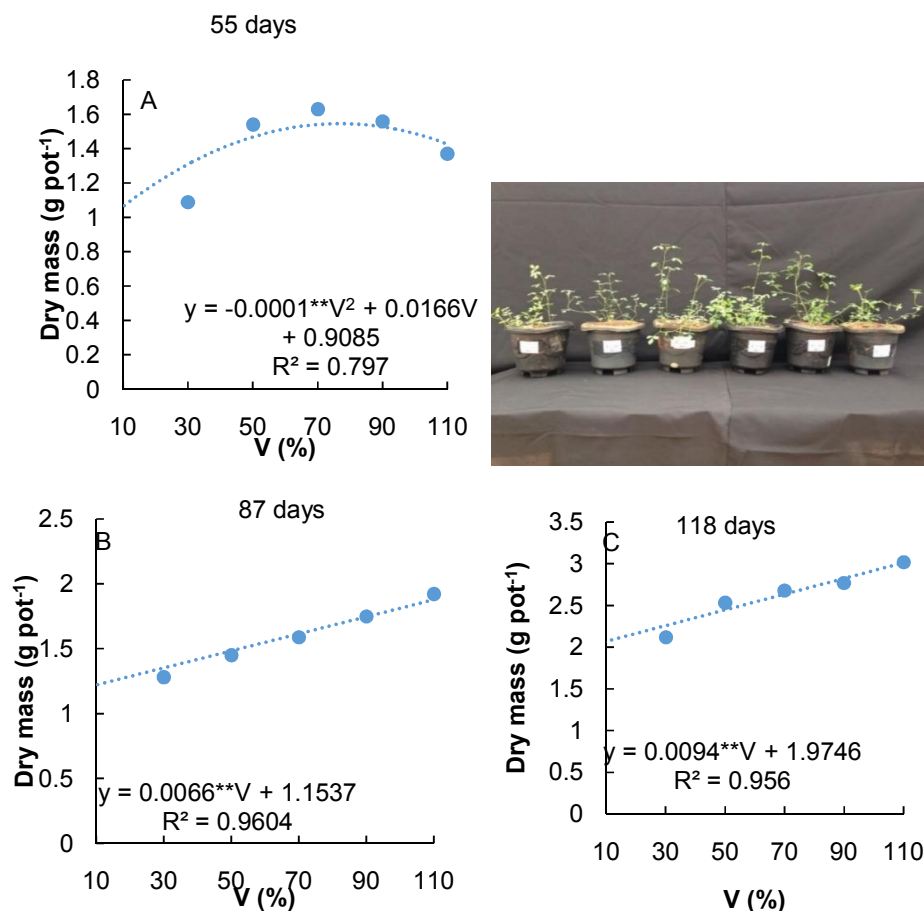 55 days
A
1.8
1.6
1.4
1.2
1
0.8
0.6
0.4
0.2
0
Dry mass (g pot⁻¹)
y = -0.0001**V² + 0.0166V
+ 0.9085
R² = 0.797
10 30 50 70 90 110
V (%)
87 days
B
2.5
2
1.5
1
0.5
0
Dry mass (g pot⁻¹)
y = 0.0066**V + 1.1537
R² = 0.9604
10 30 50 70 90 110
V (%)
118 days
C
3.5
3
2.5
2
1.5
1
0.5
0
Dry mass (g pot⁻¹)
y = 0.0094**V + 1.9746
R² = 0.956
10 30 50 70 90 110
V (%)